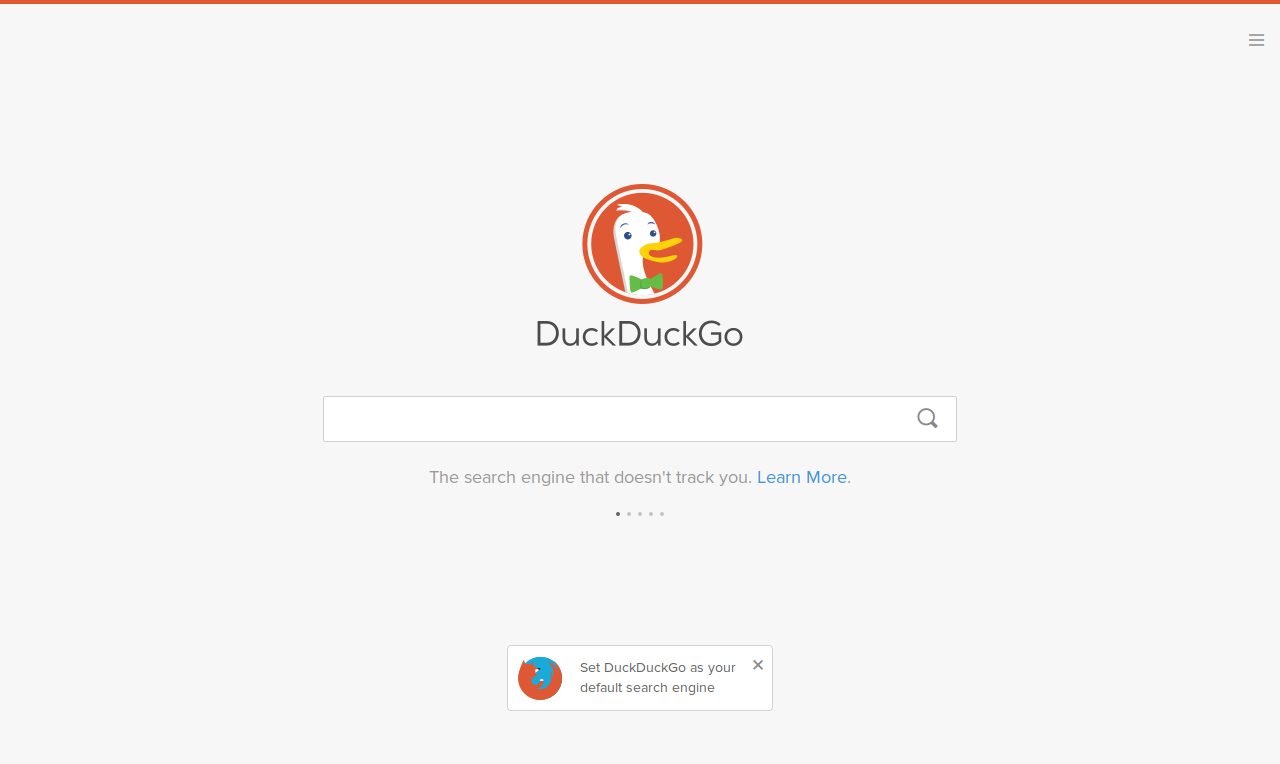 DuckDuckGo
The search engine that doesn't track you. Learn More.
Set DuckDuckGo as your
default search engine